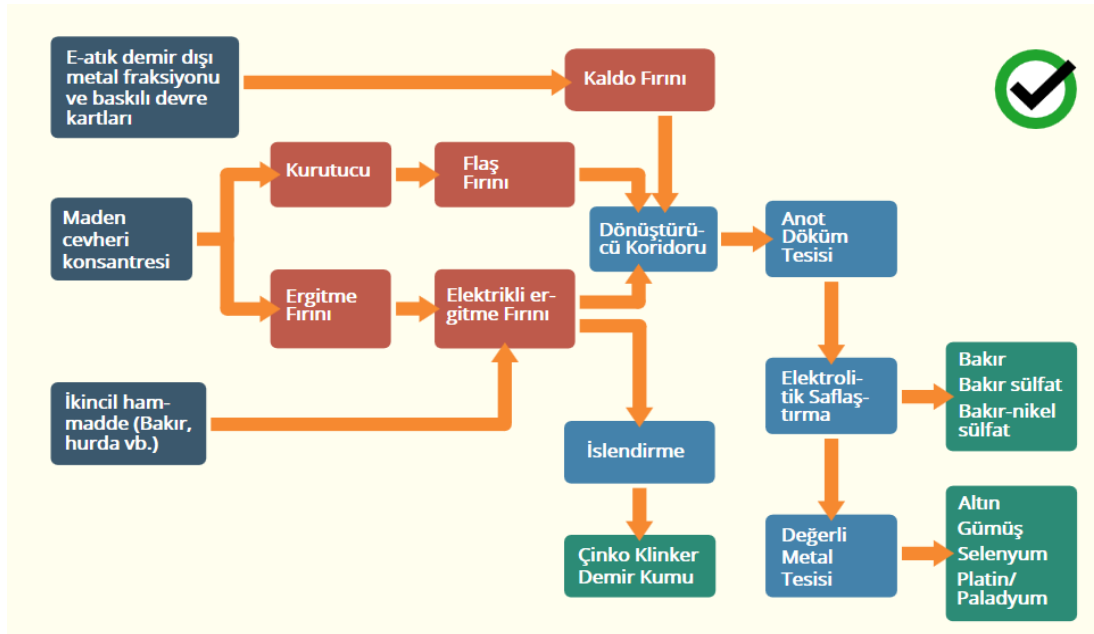 E-atık demir dışı
metal fraksiyonu
ve baskılı devre
kartları
Kaldo Fırını
Kurutucu
Flaş
Fırını
Maden
cevheri
konsantresi
Dönüştürü-
cü Koridoru
Anot
Döküm
Tesisi
Ergitme
Fırını
Elektrikli er-
gitme Fırını
İkincil ham-
madde (Bakır,
hurda vb.)
Elektroli-
tik Saflaş-
tırma
Bakır
Bakır sülfat
Bakır-nikel
sülfat
İslendirme
Çinko Klinker
Demir Kumu
Değerli
Metal
Tesisi
Altın
Gümüş
Selenyum
Platin/
Paladyum